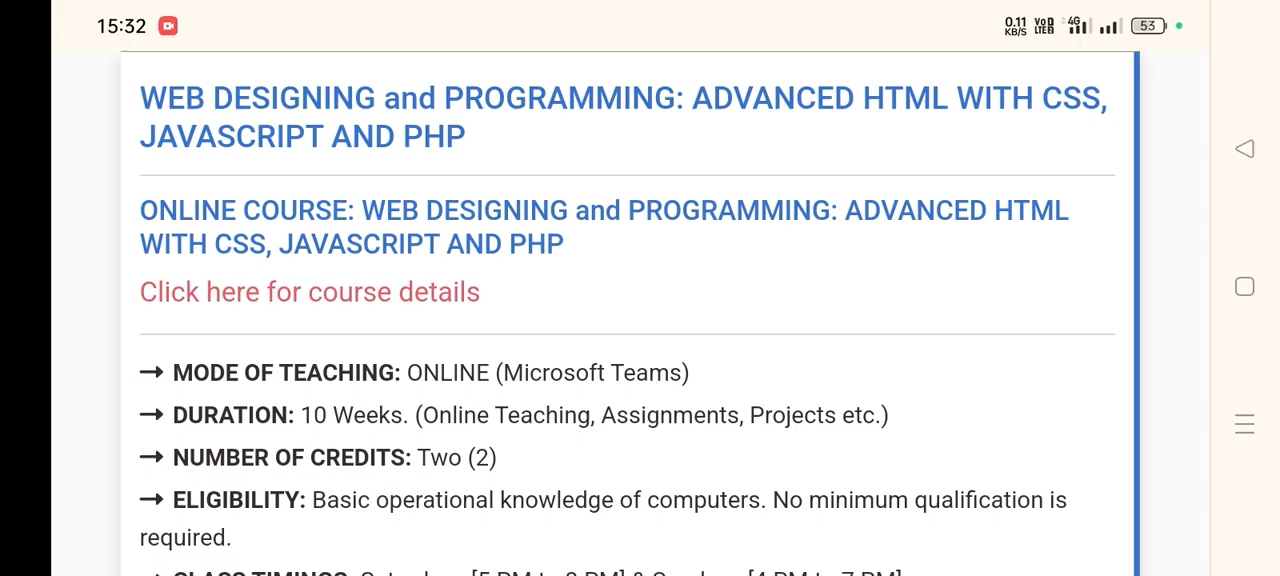 15:32
0.11 KB/S VoD LTE2 4G 53
WEB DESIGNING and PROGRAMMING: ADVANCED HTML WITH CSS,
JAVASCRIPT AND PHP
ONLINE COURSE: WEB DESIGNING and PROGRAMMING: ADVANCED HTML
WITH CSS, JAVASCRIPT AND PHP
Click here for course details
→ MODE OF TEACHING: ONLINE (Microsoft Teams)
→ DURATION: 10 Weeks. (Online Teaching, Assignments, Projects etc.)
→ NUMBER OF CREDITS: Two (2)
→ ELIGIBILITY: Basic operational knowledge of computers. No minimum qualification is
required.